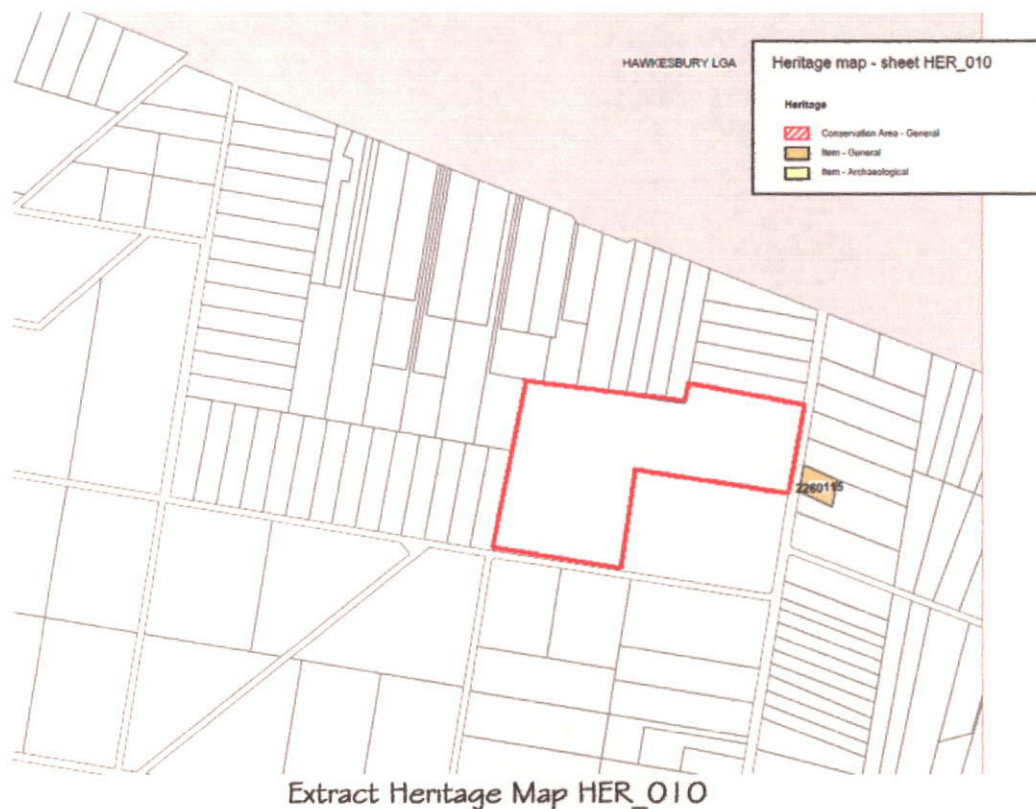 HAWKESBURY LGA
Heritage map - sheet HER_010
Heritage
Conservation Area - General
Item - General
Item - Archaeological
2260115
Extract Heritage Map HER_010